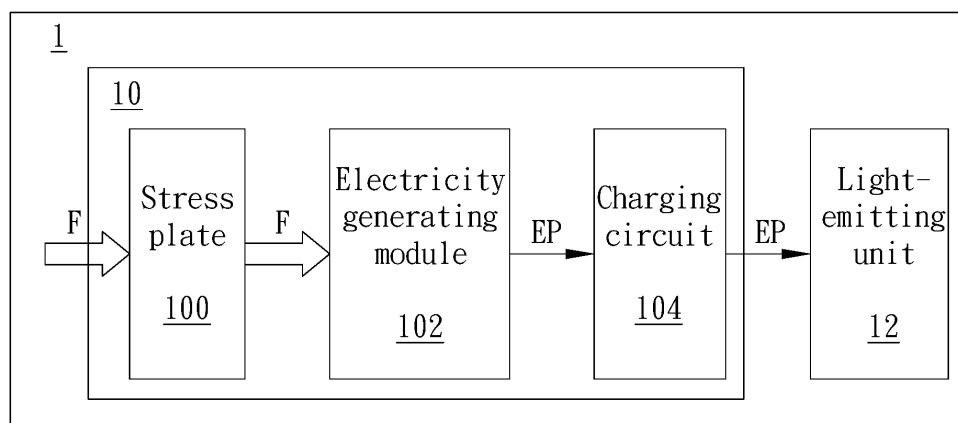 1
10
F
Stress
plate
100
F
Electricity
generating
module
102
EP
Charging
circuit
104
EP
Light-
emitting
unit
12